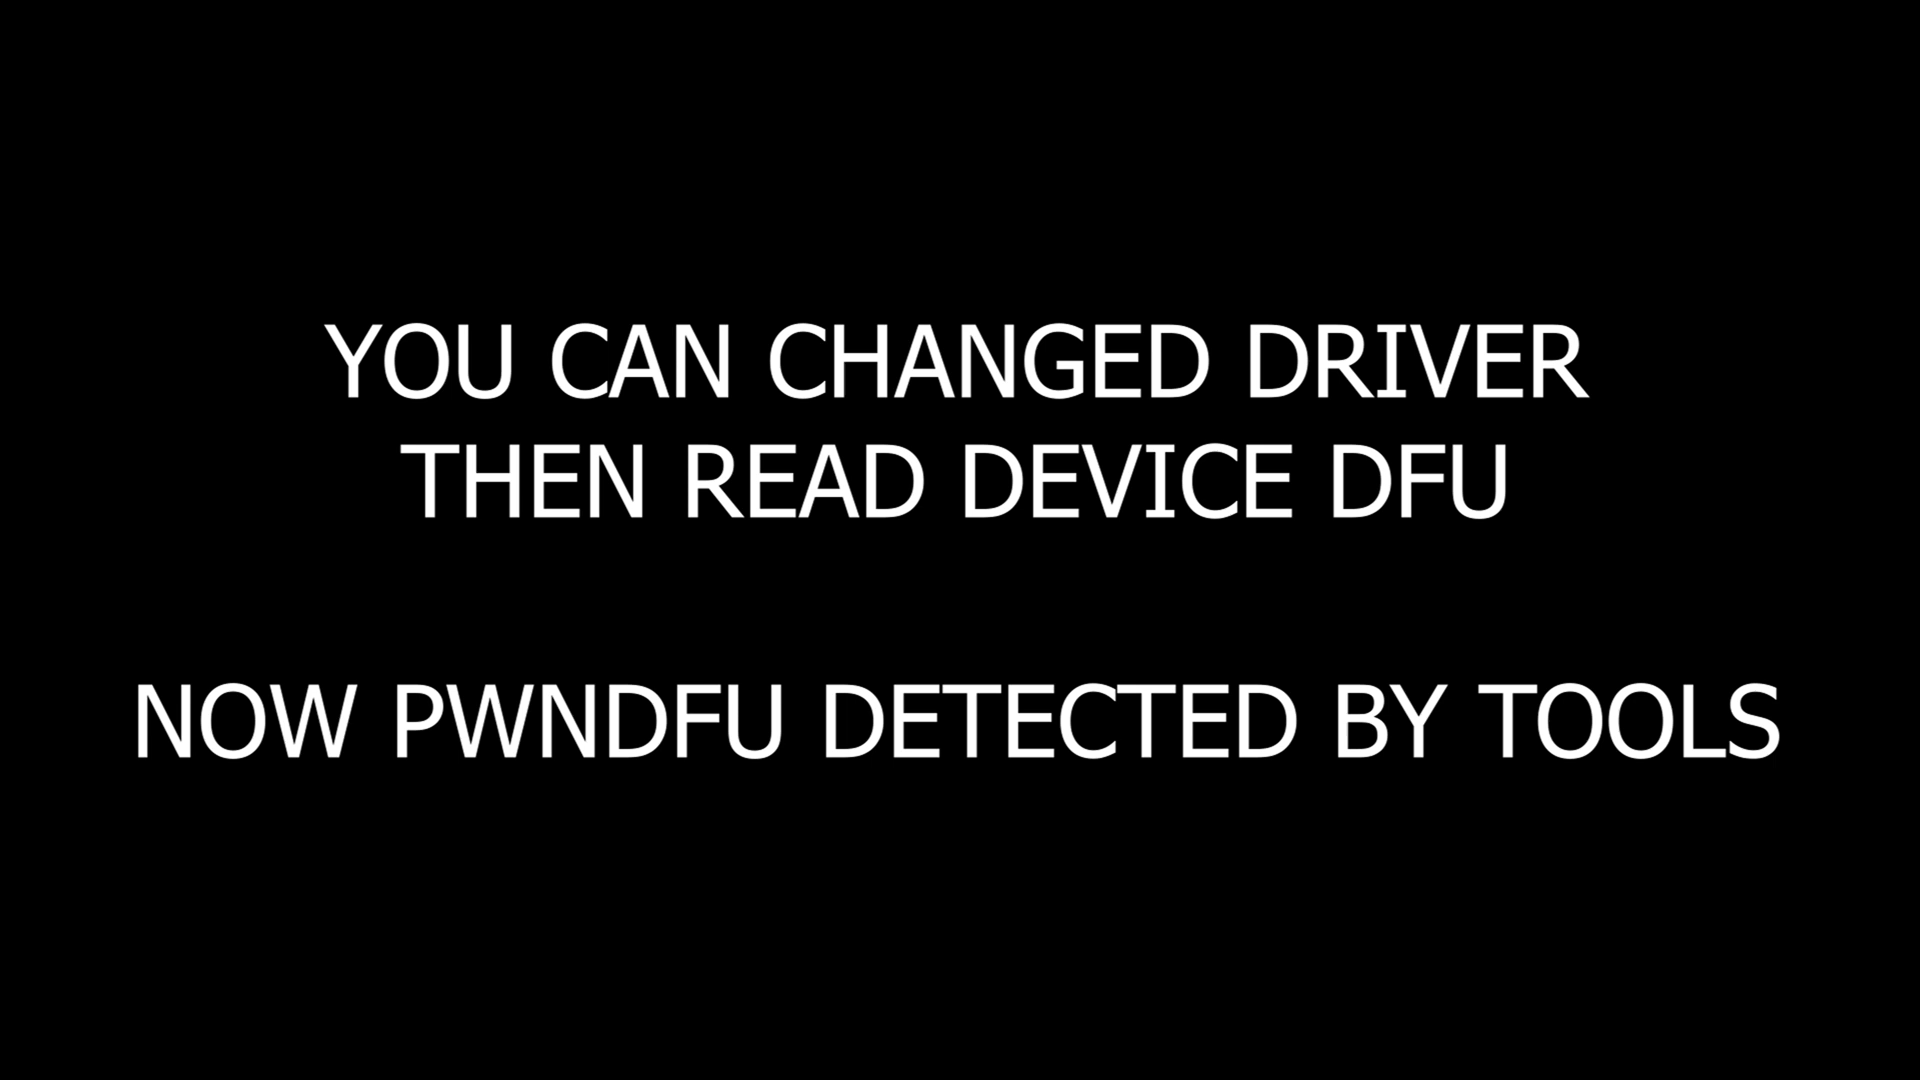 YOU CAN CHANGED DRIVER
THEN READ DEVICE DFU
NOW PWNDFU DETECTED BY TOOLS